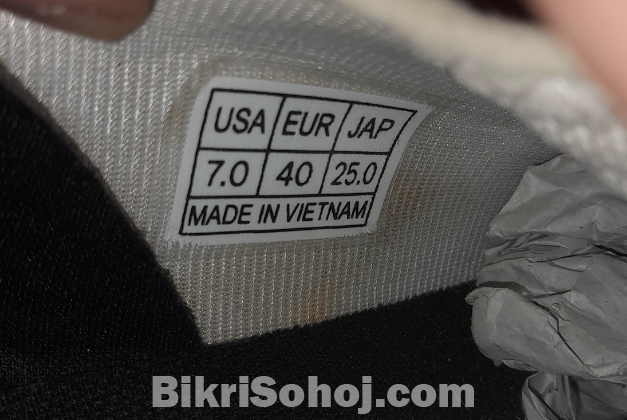 USA EUR JAP
7.0 40 25.0
MADE IN VIETNAM
BikriSohoj.com